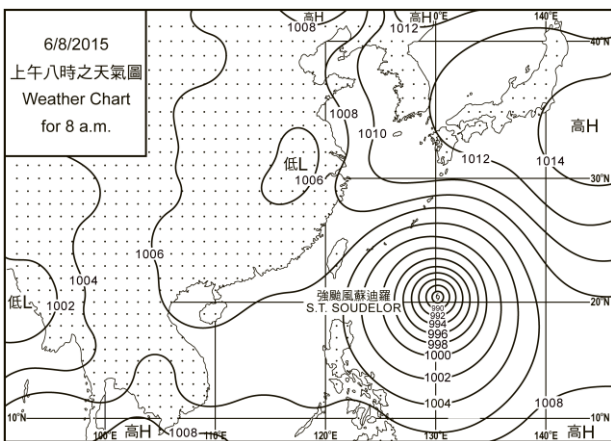 6/8/2015
上午八時之天氣圖
Weather Chart
for 8 a.m.
高H
1008
高H
1012
0°E
140°E
40°N
1008
1010
高H
1012
1014
低L
1006
30°N
1006
1004
低L
1002
強颱風蘇迪羅
S.T. SOUDELOR
20°N
990
992
994
996
998
1000
1002
1004
1008
10°N
10°N
高H
1008
高H
100°E
110°E
120°E
130°E
140°E